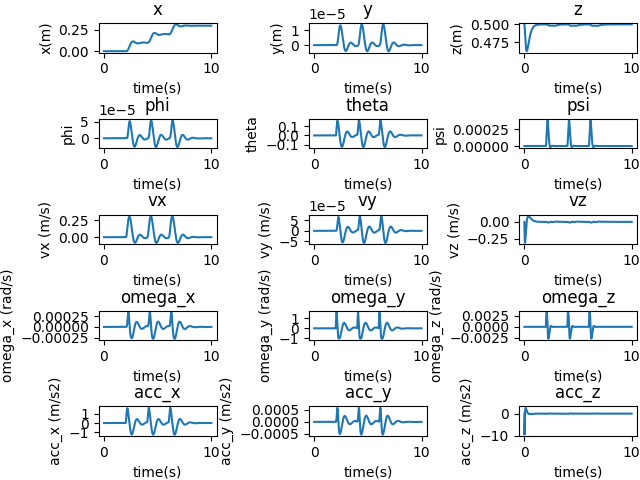 x
y
z
1e−5
x(m)
0.25
0.00
y(m)
1
0
z(m)
0.500
0.475
0
10
0
10
0
10
time(s)
time(s)
time(s)
phi
theta
psi
1e−5
phi
5
0
theta
0.1
0.0
−0.1
psi
0.00025
0.00000
0
10
0
10
0
10
time(s)
time(s)
time(s)
vx
vy
vz
1e−5
vx (m/s)
0.25
0.00
vy (m/s)
5
0
−5
vz (m/s)
0.00
−0.25
0
10
0
10
0
10
time(s)
time(s)
time(s)
omega_x
omega_y
omega_z
omega_x (rad/s)
0.00025
0.00000
−0.00025
omega_y (rad/s)
1
0
−1
omega_z (rad/s)
0.0025
0.0000
−0.0025
0
10
0
10
0
10
time(s)
time(s)
time(s)
acc_x
acc_y
acc_z
acc_x (m/s2)
1
0
−1
acc_y (m/s2)
0.0005
0.0000
−0.0005
acc_z (m/s2)
0
−10
0
10
0
10
0
10
time(s)
time(s)
time(s)